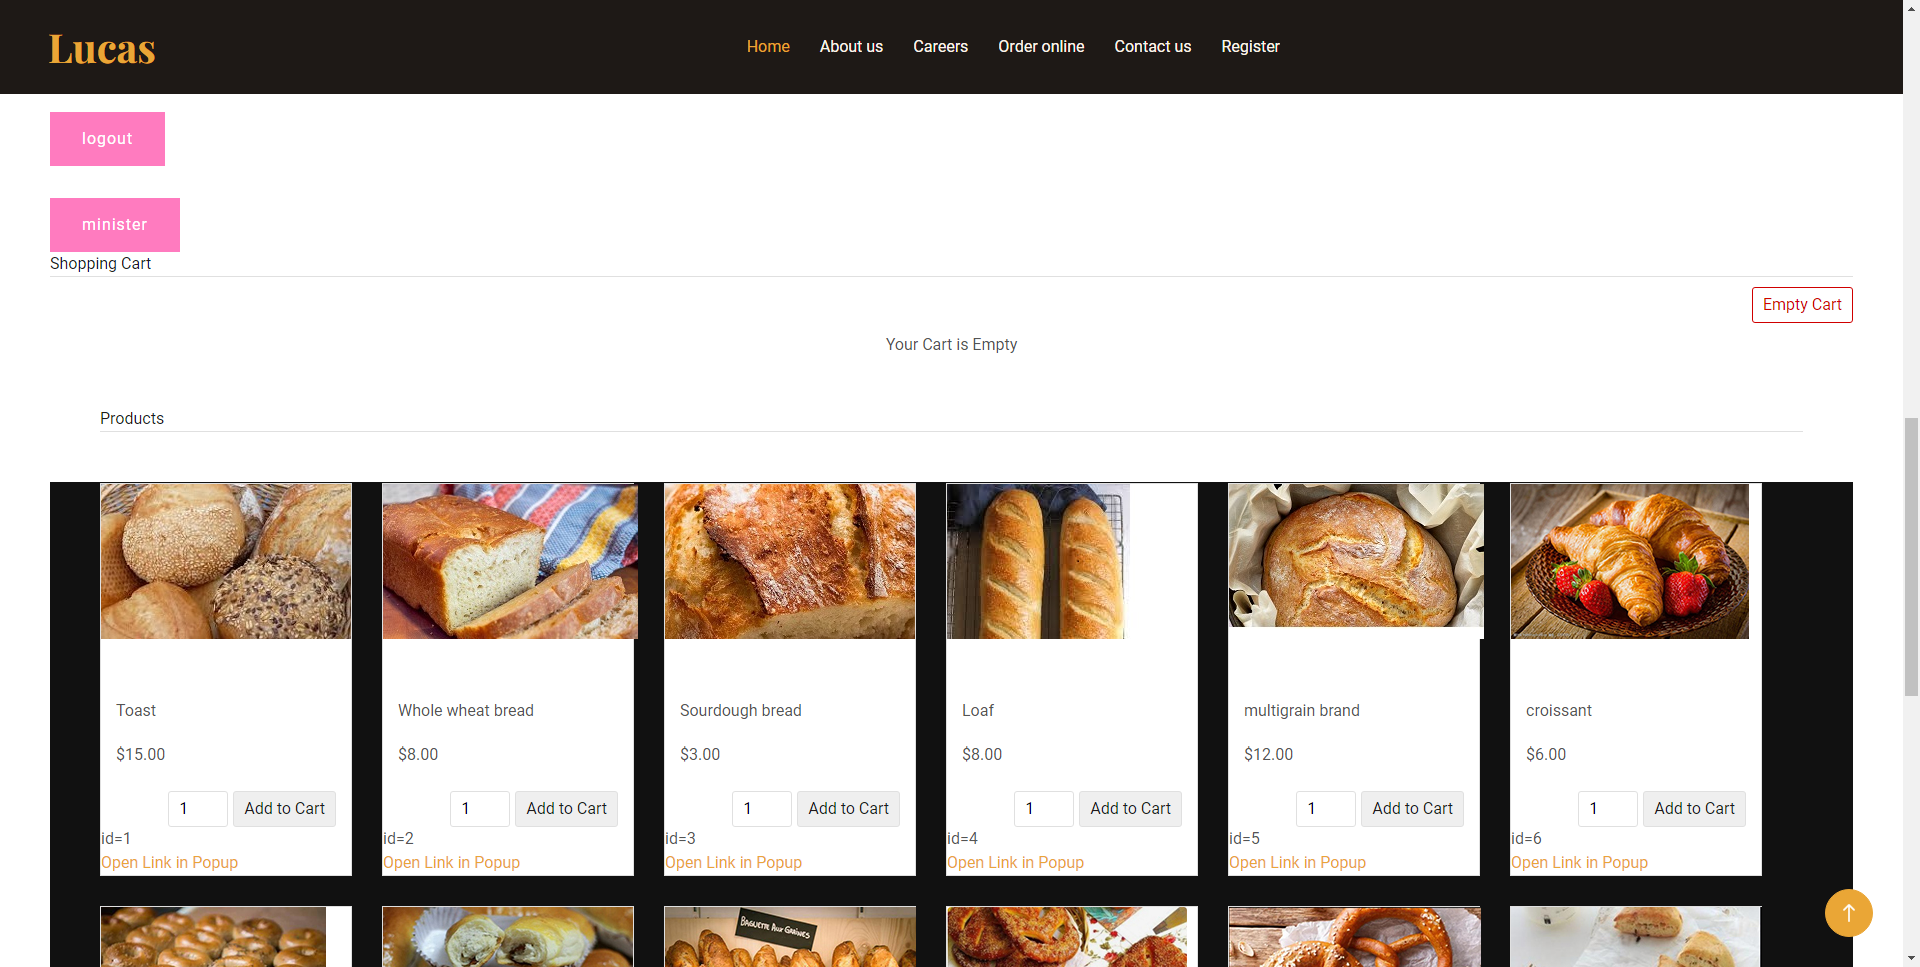 Lucas
Home About us Careers Order online Contact us Register
logout
minister
Shopping Cart
Empty Cart
Your Cart is Empty
Products
Toast
$15.00
1 Add to Cart
id=1
Open Link in Popup
Whole wheat bread
$8.00
1 Add to Cart
id=2
Open Link in Popup
Sourdough bread
$3.00
1 Add to Cart
id=3
Open Link in Popup
Loaf
$8.00
1 Add to Cart
id=4
Open Link in Popup
multigrain brand
$12.00
1 Add to Cart
id=5
Open Link in Popup
croissant
$6.00
1 Add to Cart
id=6
Open Link in Popup
BAGUETTE AUX GRAINES